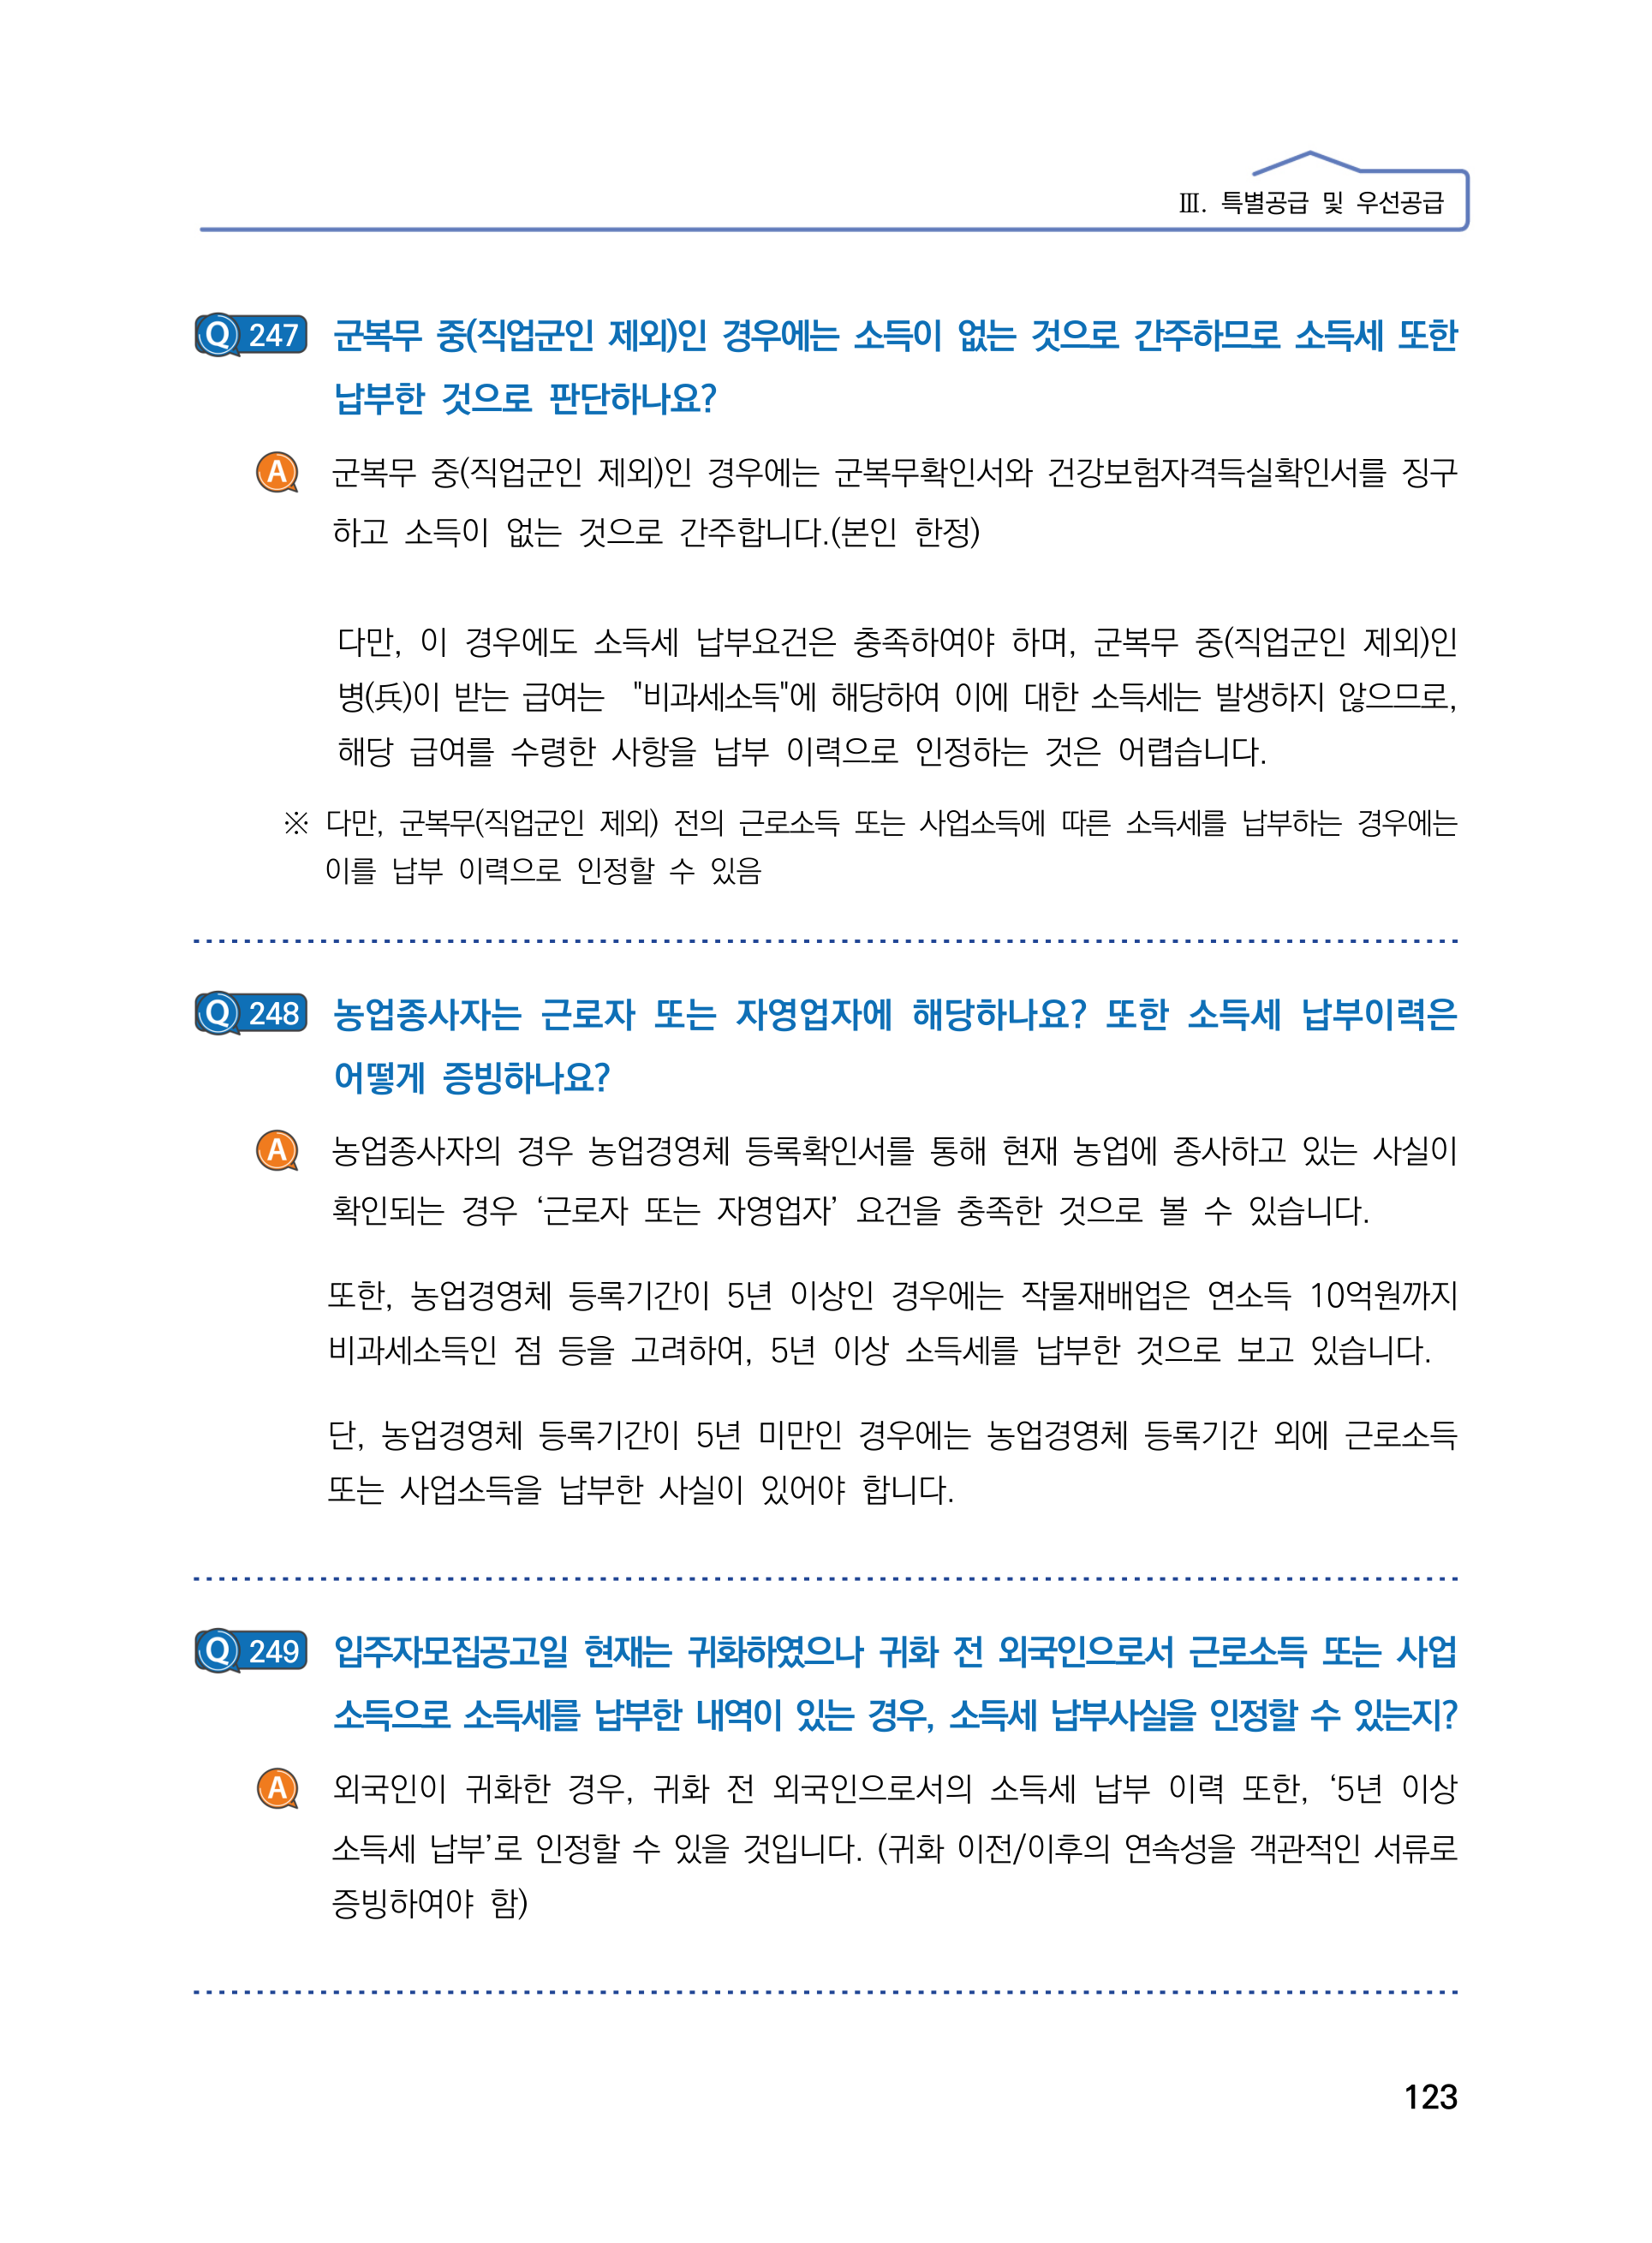 Ⅲ. 특별공급 및 우선공급
Q 247 군복무 중(직업군인 제외)인 경우에는 소득이 없는 것으로 간주하므로 소득세 또한
납부한 것으로 판단하나요?
A 군복무 중(직업군인 제외)인 경우에는 군복무확인서와 건강보험자격득실확인서를 징구
하고 소득이 없는 것으로 간주합니다.(본인 한정)
다만, 이 경우에도 소득세 납부요건은 충족하여야 하며, 군복무 중(직업군인 제외)인
병(兵)이 받는 급여는 "비과세소득"에 해당하여 이에 대한 소득세는 발생하지 않으므로,
해당 급여를 수령한 사항을 납부 이력으로 인정하는 것은 어렵습니다.
※ 다만, 군복무(직업군인 제외) 전의 근로소득 또는 사업소득에 따른 소득세를 납부하는 경우에는
이를 납부 이력으로 인정할 수 있음
Q 248 농업종사자는 근로자 또는 자영업자에 해당하나요? 또한 소득세 납부이력은
어떻게 증빙하나요?
A 농업종사자의 경우 농업경영체 등록확인서를 통해 현재 농업에 종사하고 있는 사실이
확인되는 경우 ‘근로자 또는 자영업자’ 요건을 충족한 것으로 볼 수 있습니다.
또한, 농업경영체 등록기간이 5년 이상인 경우에는 작물재배업은 연소득 10억원까지
비과세소득인 점 등을 고려하여, 5년 이상 소득세를 납부한 것으로 보고 있습니다.
단, 농업경영체 등록기간이 5년 미만인 경우에는 농업경영체 등록기간 외에 근로소득
또는 사업소득을 납부한 사실이 있어야 합니다.
Q 249 입주자모집공고일 현재는 귀화하였으나 귀화 전 외국인으로서 근로소득 또는 사업
소득으로 소득세를 납부한 내역이 있는 경우, 소득세 납부사실을 인정할 수 있는지?
A 외국인이 귀화한 경우, 귀화 전 외국인으로서의 소득세 납부 이력 또한, ‘5년 이상
소득세 납부’로 인정할 수 있을 것입니다. (귀화 이전/이후의 연속성을 객관적인 서류로
증빙하여야 함)
123